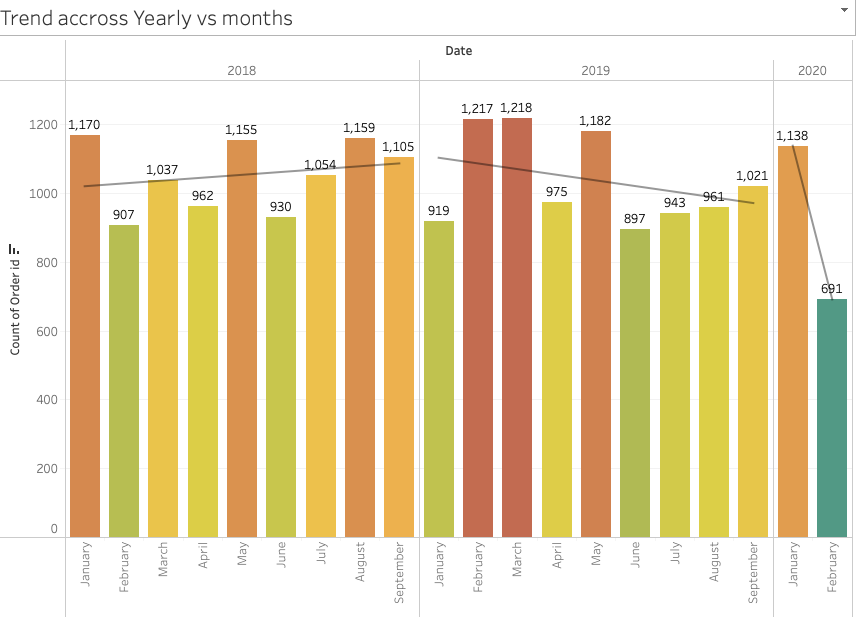 Trend accross Yearly vs months
Date
2018
2019
2020
Count of Order id
1200
1000
800
600
400
200
0
1,170
907
1,037
962
1,155
930
1,054
1,159
1,105
919
1,217
1,218
975
1,182
897
943
961
1,021
1,138
691
January
February
March
April
May
June
July
August
September
January
February
March
April
May
June
July
August
September
January
February